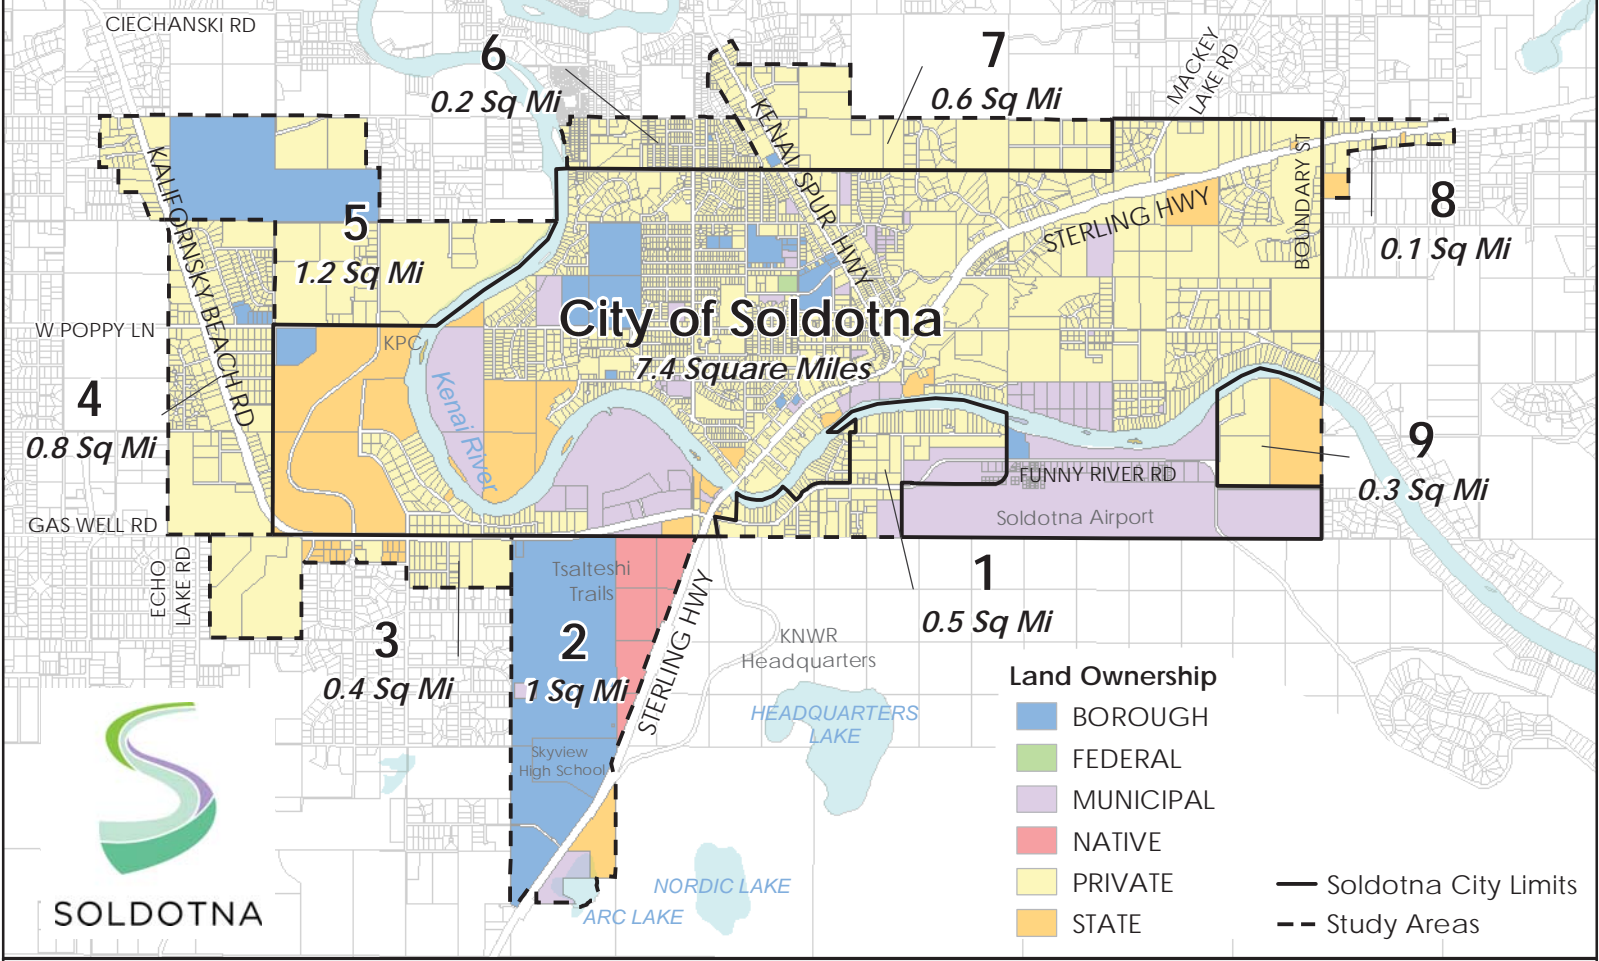 CIECHANSKI RD
6
0.2 Sq Mi
7
0.6 Sq Mi
MACKEY
LAKE RD
KENAI SPUR HWY
KALIFORNSKY BEACH RD
5
1.2 Sq Mi
STERLING HWY
BOUNDARY ST
8
0.1 Sq Mi
City of Soldotna
7.4 Square Miles
W POPPY LN
KPC
Kenai River
4
0.8 Sq Mi
9
0.3 Sq Mi
FUNNY RIVER RD
Soldotna Airport
GAS WELL RD
ECHO
LAKE RD
Tsalteshi
Trails
1
0.5 Sq Mi
3
0.4 Sq Mi
2
1 Sq Mi
STERLING HWY
KNWR
Headquarters
HEADQUARTERS
LAKE
Skyview
High School
NORDIC LAKE
ARC LAKE
SOLDOTNA
Land Ownership
BOROUGH
FEDERAL
MUNICIPAL
NATIVE
PRIVATE
STATE
Soldotna City Limits
Study Areas